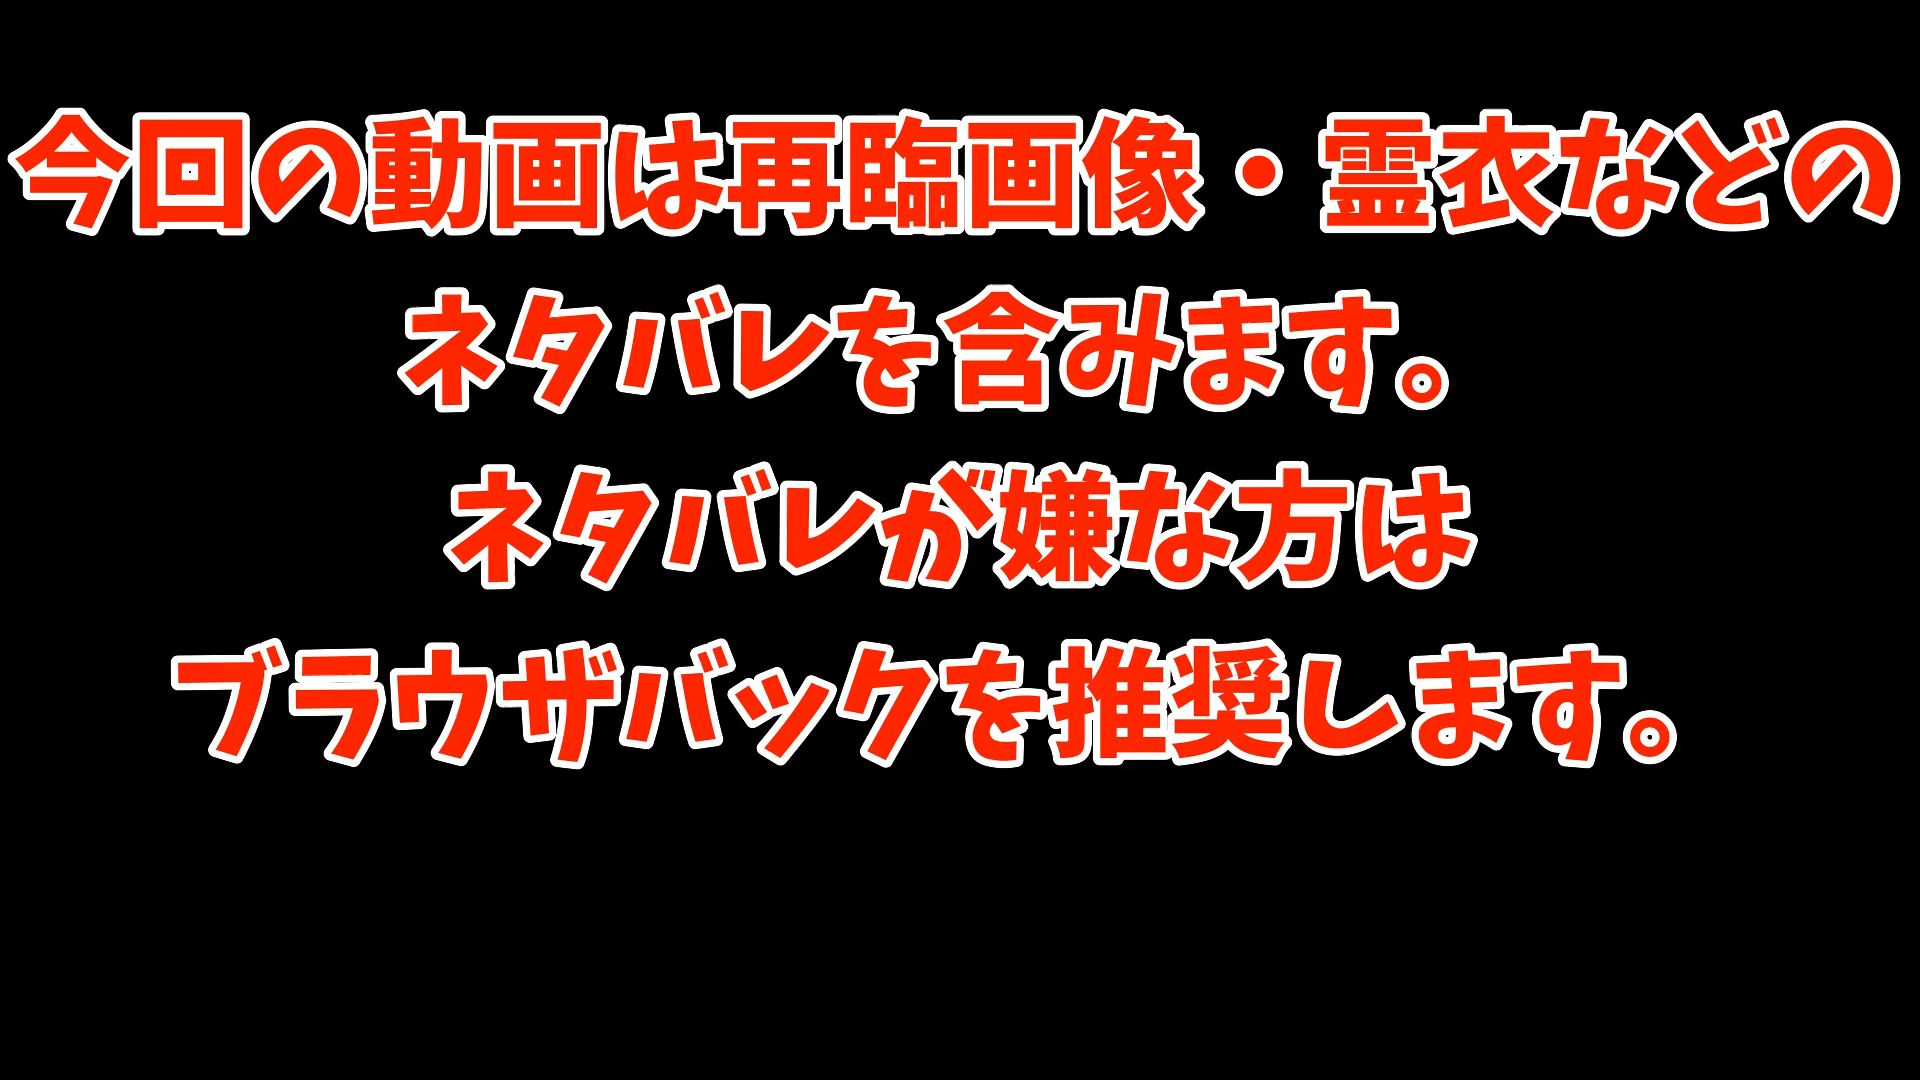 今回の動画は再臨画像・霊衣などの
ネタバレを含みます。
ネタバレが嫌な方は
ブラウザバックを推奨します。